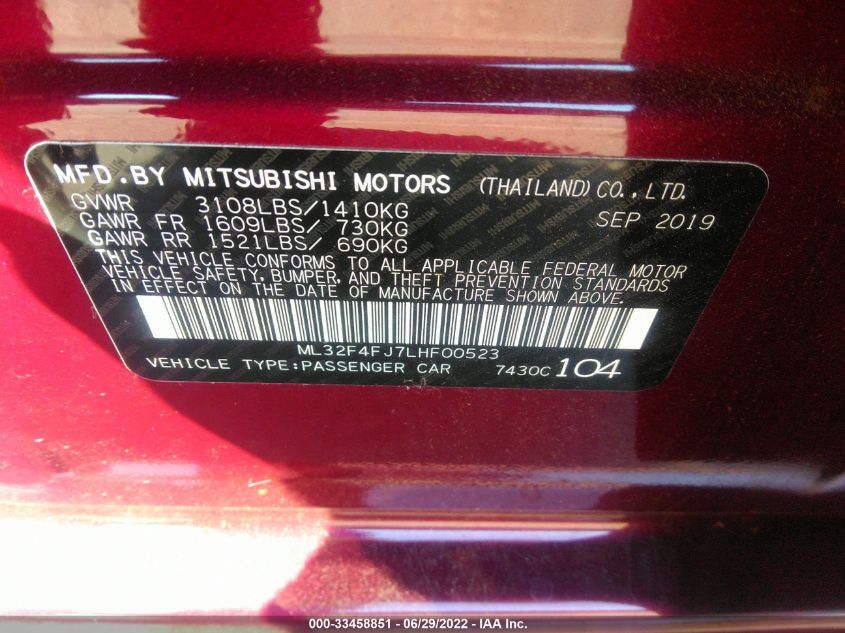 MFD.BY MITSUBISHI MOTORS (THAILAND) CO., LTD.
GVWR 3108LBS/1410KG SEP 2019
GAWR FR 1609LBS/ 730KG
GAWR RR 1521LBS/ 690KG
THIS VEHICLE CONFORMS TO ALL APPLICABLE FEDERAL MOTOR
VEHICLE SAFETY, BUMPER, AND THEFT PREVENTION STANDARDS
IN EFFECT ON THE DATE OF MANUFACTURE SHOWN ABOVE.
ML32F4FJ7LHF00523
VEHICLE TYPE:PASSENGER CAR 7430C 104
000-33458851 - 06/29/2022 - IAA Inc.